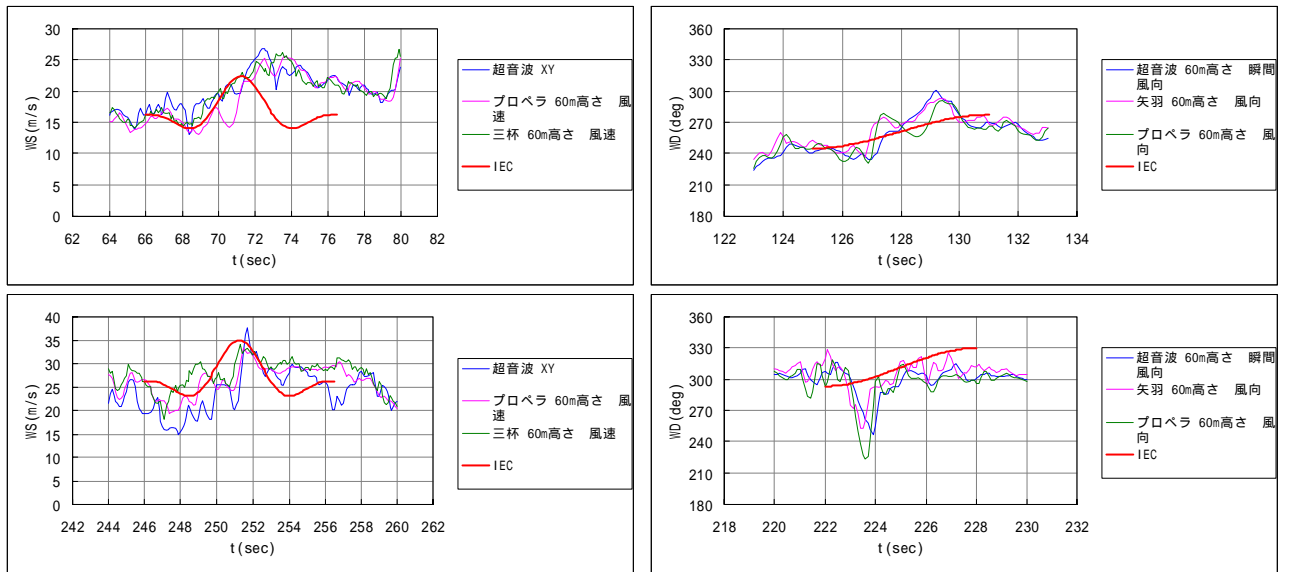 30
25
20
15
10
5
0
WS(m/s)
62 64 66 68 70 72 74 76 78 80 82
t(sec)
超音波 XY
プロペラ 60m高さ 風
速
三杯 60m高さ 風速
IEC
360
330
300
270
240
210
180
WD(deg)
122 124 126 128 130 132 134
t(sec)
超音波 60m高さ 瞬間
風向
矢羽 60m高さ 風向
プロペラ 60m高さ 風
向
IEC
40
35
30
25
20
15
10
5
0
WS(m/s)
242 244 246 248 250 252 254 256 258 260 262
t(sec)
超音波 XY
プロペラ 60m高さ 風
速
三杯 60m高さ 風速
IEC
360
330
300
270
240
210
180
WD(deg)
218 220 222 224 226 228 230 232
t(sec)
超音波 60m高さ 瞬間
風向
矢羽 60m高さ 風向
プロペラ 60m高さ 風
向
IEC